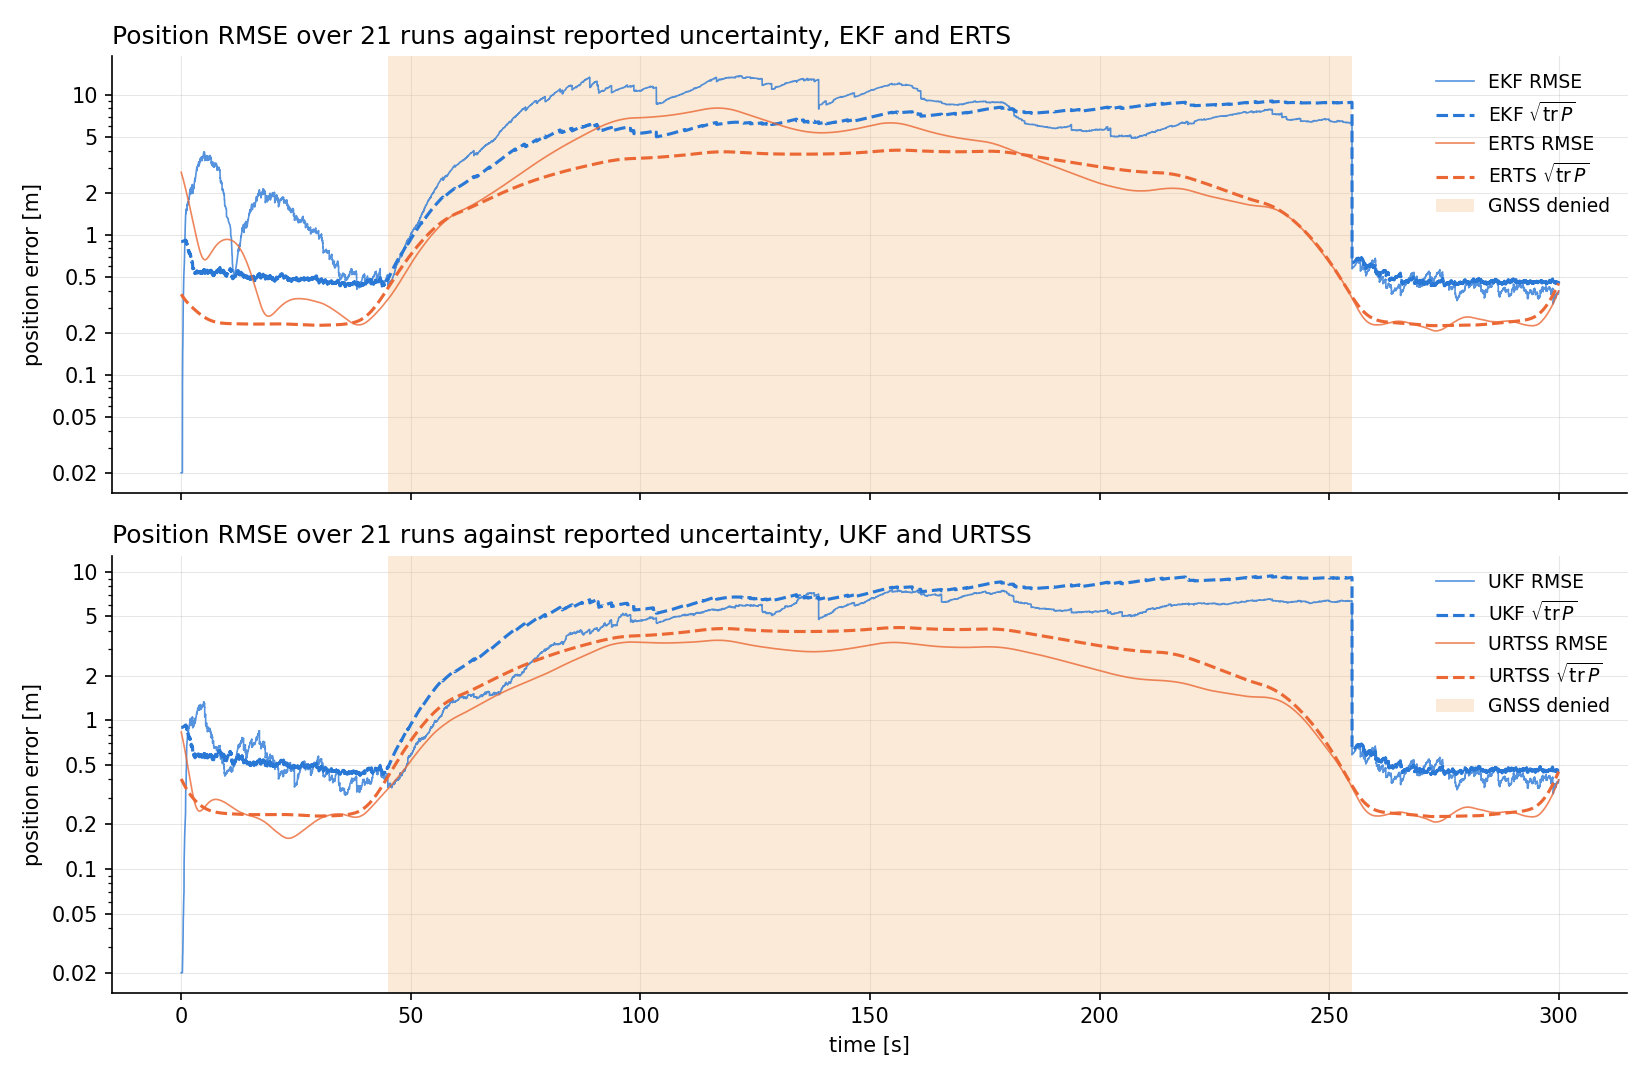 Position RMSE over 21 runs against reported uncertainty, EKF and ERTS
position error [m]
10
5
2
1
0.5
0.2
0.1
0.05
0.02
EKF RMSE
EKF √tr P
ERTS RMSE
ERTS √tr P
GNSS denied
Position RMSE over 21 runs against reported uncertainty, UKF and URTSS
position error [m]
10
5
2
1
0.5
0.2
0.1
0.05
0.02
UKF RMSE
UKF √tr P
URTSS RMSE
URTSS √tr P
GNSS denied
0 50 100 150 200 250 300
time [s]